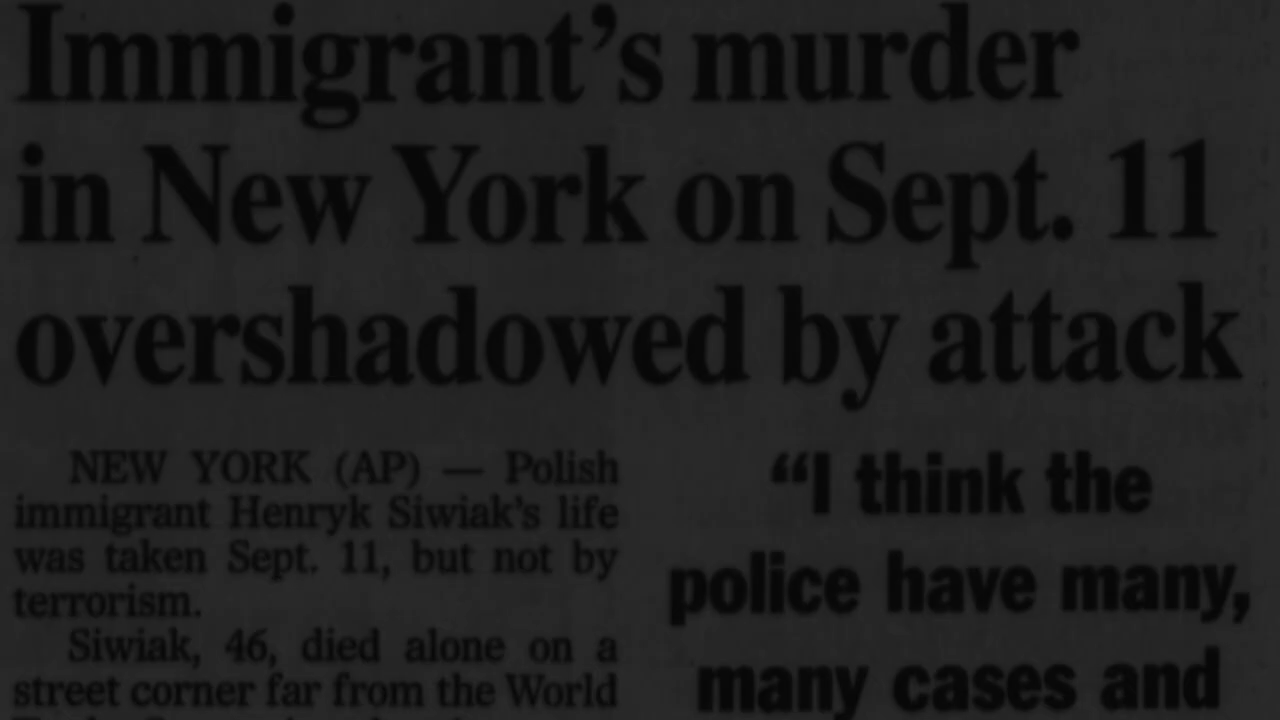 Immigrant’s murder
in New York on Sept. 11
overshadowed by attack
NEW YORK (AP) — Polish
immigrant Henryk Siwiak’s life
was taken Sept. 11, but not by
terrorism.
Siwiak, 46, died alone on a
street corner far from the World
“I think the
police have many,
many cases and